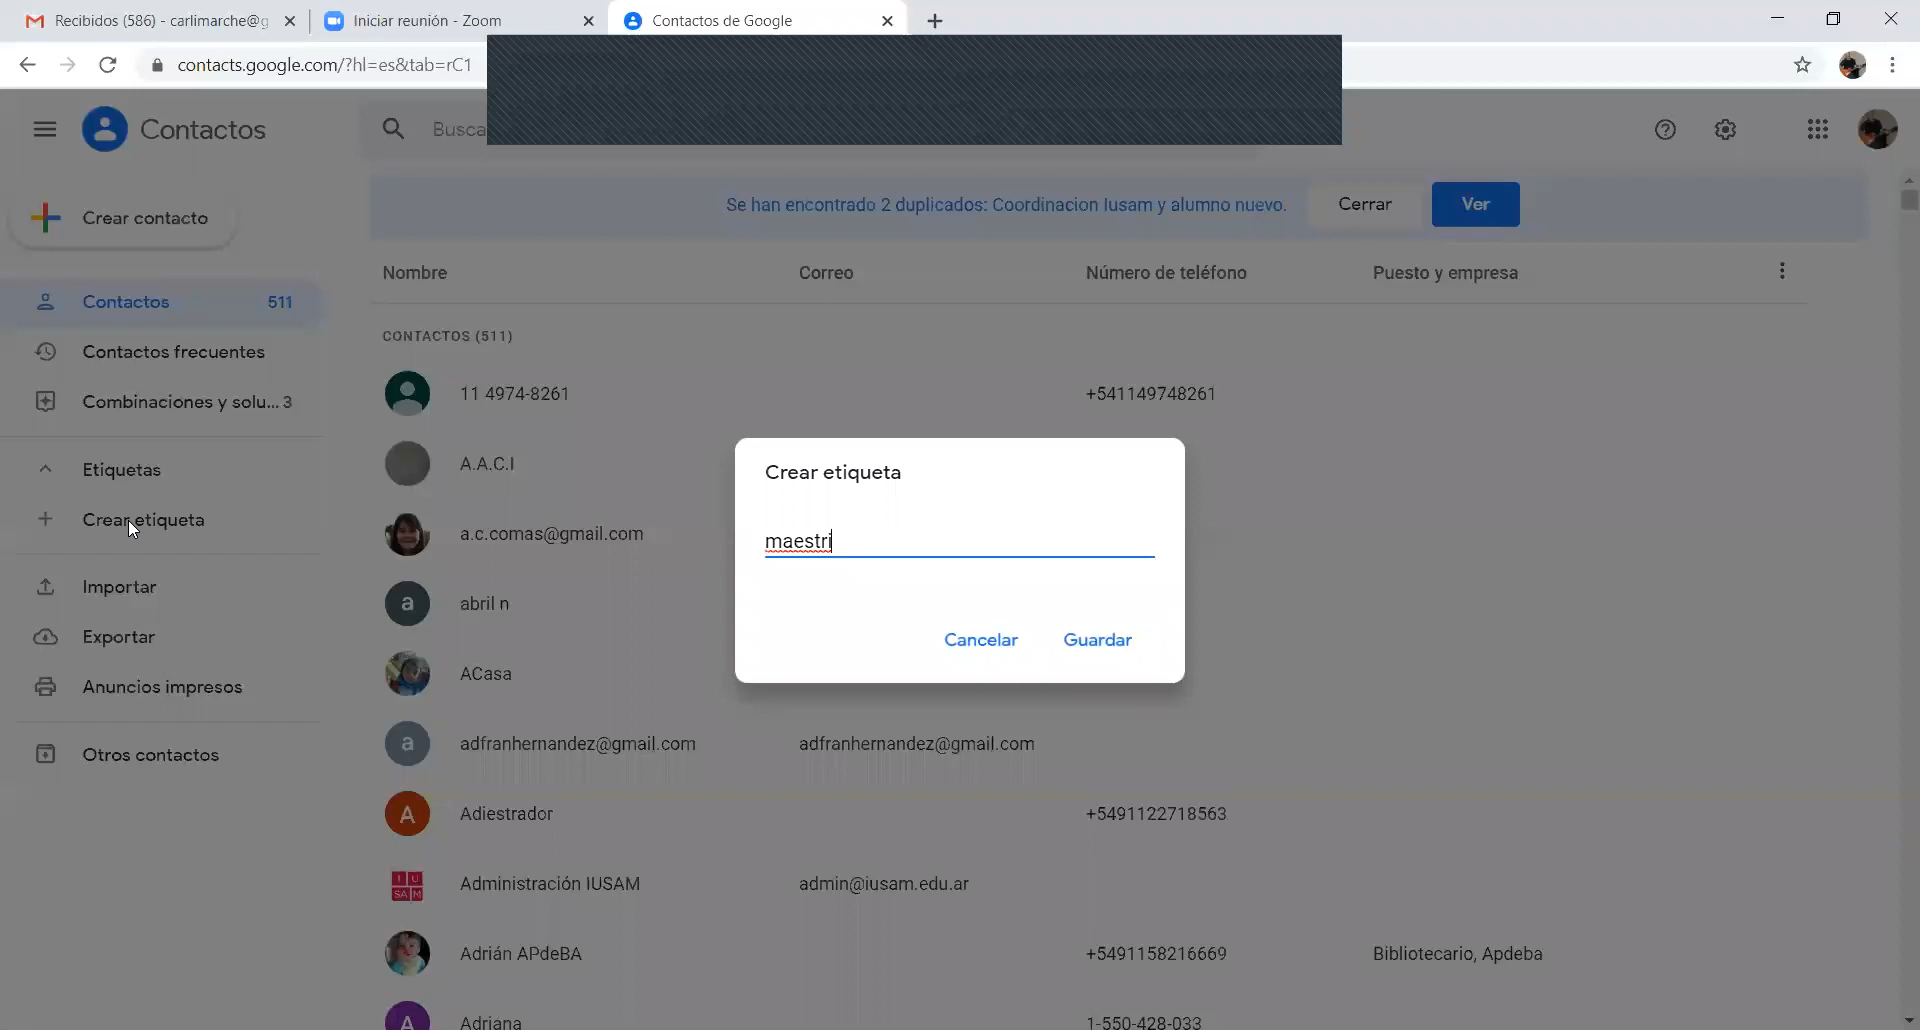 Recibidos (586) - carlimarche@g
Iniciar reunión - Zoom
Contactos de Google
contacts.google.com/?hl=es&tab=rC1
Contactos
Busca
Crear contacto
Se han encontrado 2 duplicados: Coordinacion Iusam y alumno nuevo.
Cerrar
Ver
Nombre
Correo
Número de teléfono
Puesto y empresa
Contactos
511
CONTACTOS (511)
Contactos frecuentes
Combinaciones y solu... 3
11 4974-8261
+541149748261
Etiquetas
A.A.C.I
Crear etiqueta
a.c.comas@gmail.com
Crear etiqueta
maestri
Cancelar
Guardar
Importar
a
abril n
Exportar
Anuncios impresos
ACasa
Otros contactos
a
adfranhernandez@gmail.com
adfranhernandez@gmail.com
A
Adiestrador
+5491122718563
IU
SAM
Administración IUSAM
admin@iusam.edu.ar
Adrián APdeBA
+5491158216669
Bibliotecario, Apdeba
A
Adriana
1-550-428-033